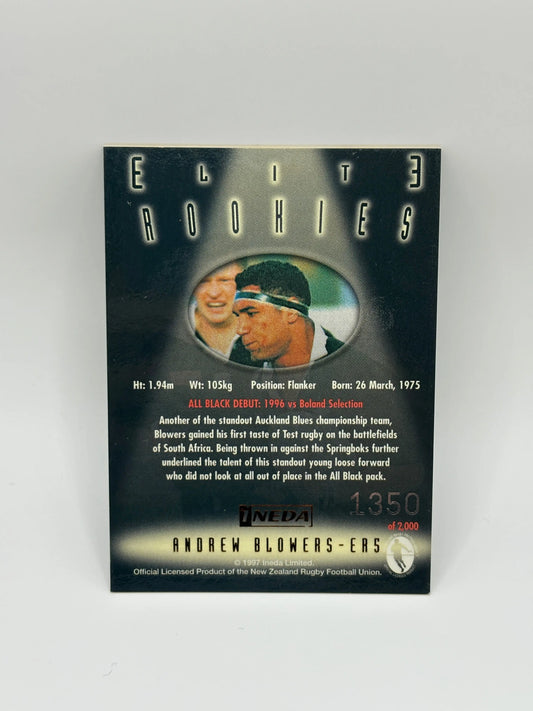 ELITE
ROOKIES
Ht: 1.94m Wt: 105kg Position: Flanker Born: 26 March, 1975
ALL BLACK DEBUT: 1996 vs Boland Selection
Another of the standout Auckland Blues championship team,
Blowers gained his first taste of Test rugby on the battlefields
of South Africa. Being thrown in against the Springboks further
underlined the talent of this standout young loose forward
who did not look at all out of place in the All Black pack.
1350
of 2,000
INEDA
ANDREW BLOWERS-ER5
© 1997 Ineda Limited.
Official Licensed Product of the New Zealand Rugby Football Union.